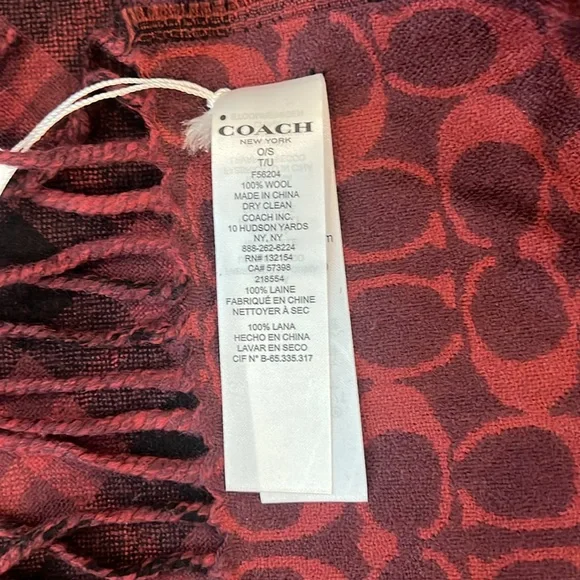 COACH
NEW YORK
O/S
T/U
F56204
100% WOOL
MADE IN CHINA
DRY CLEAN
COACH INC.
10 HUDSON YARDS
NY, NY
888-262-6224
RN# 132154
CA# 57398
218554
100% LAINE
FABRIQUÉ EN CHINE
NETTOYER À SEC
100% LANA
HECHO EN CHINA
LAVAR EN SECO
CIF N° B-65.335.317